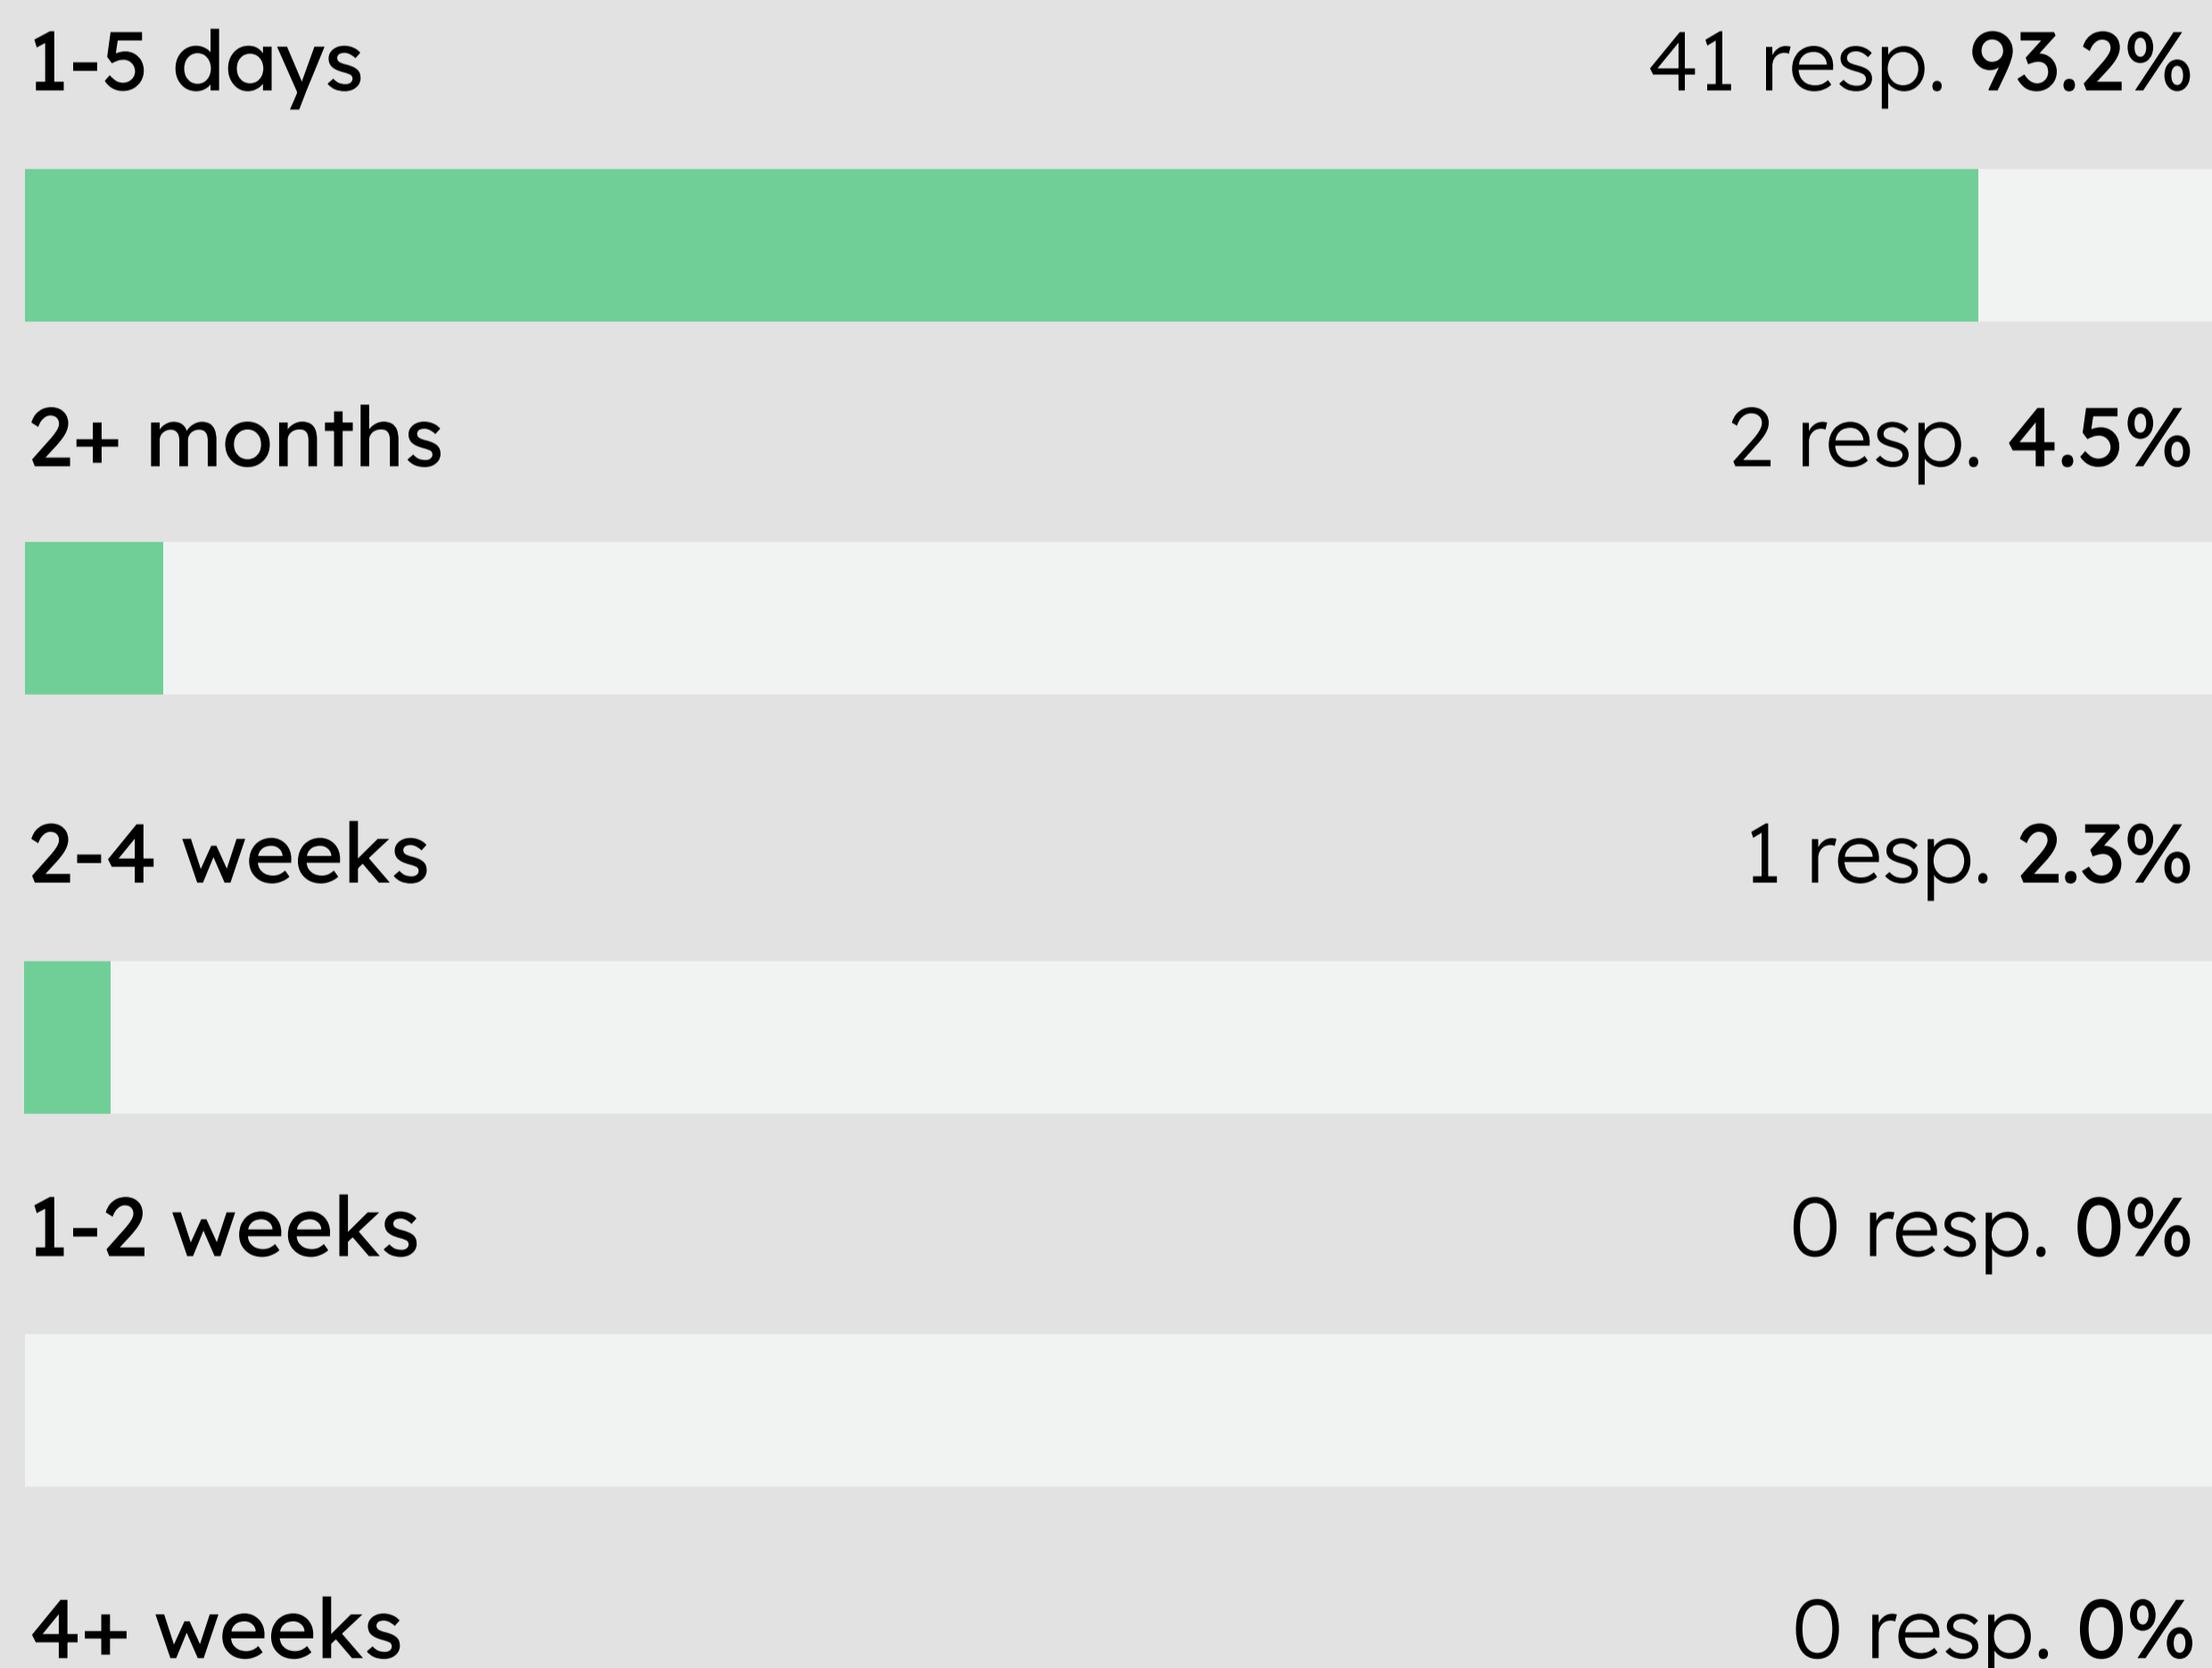 1-5 days 41 resp. 93.2%
2+ months 2 resp. 4.5%
2-4 weeks 1 resp. 2.3%
1-2 weeks 0 resp. 0%
4+ weeks 0 resp. 0%